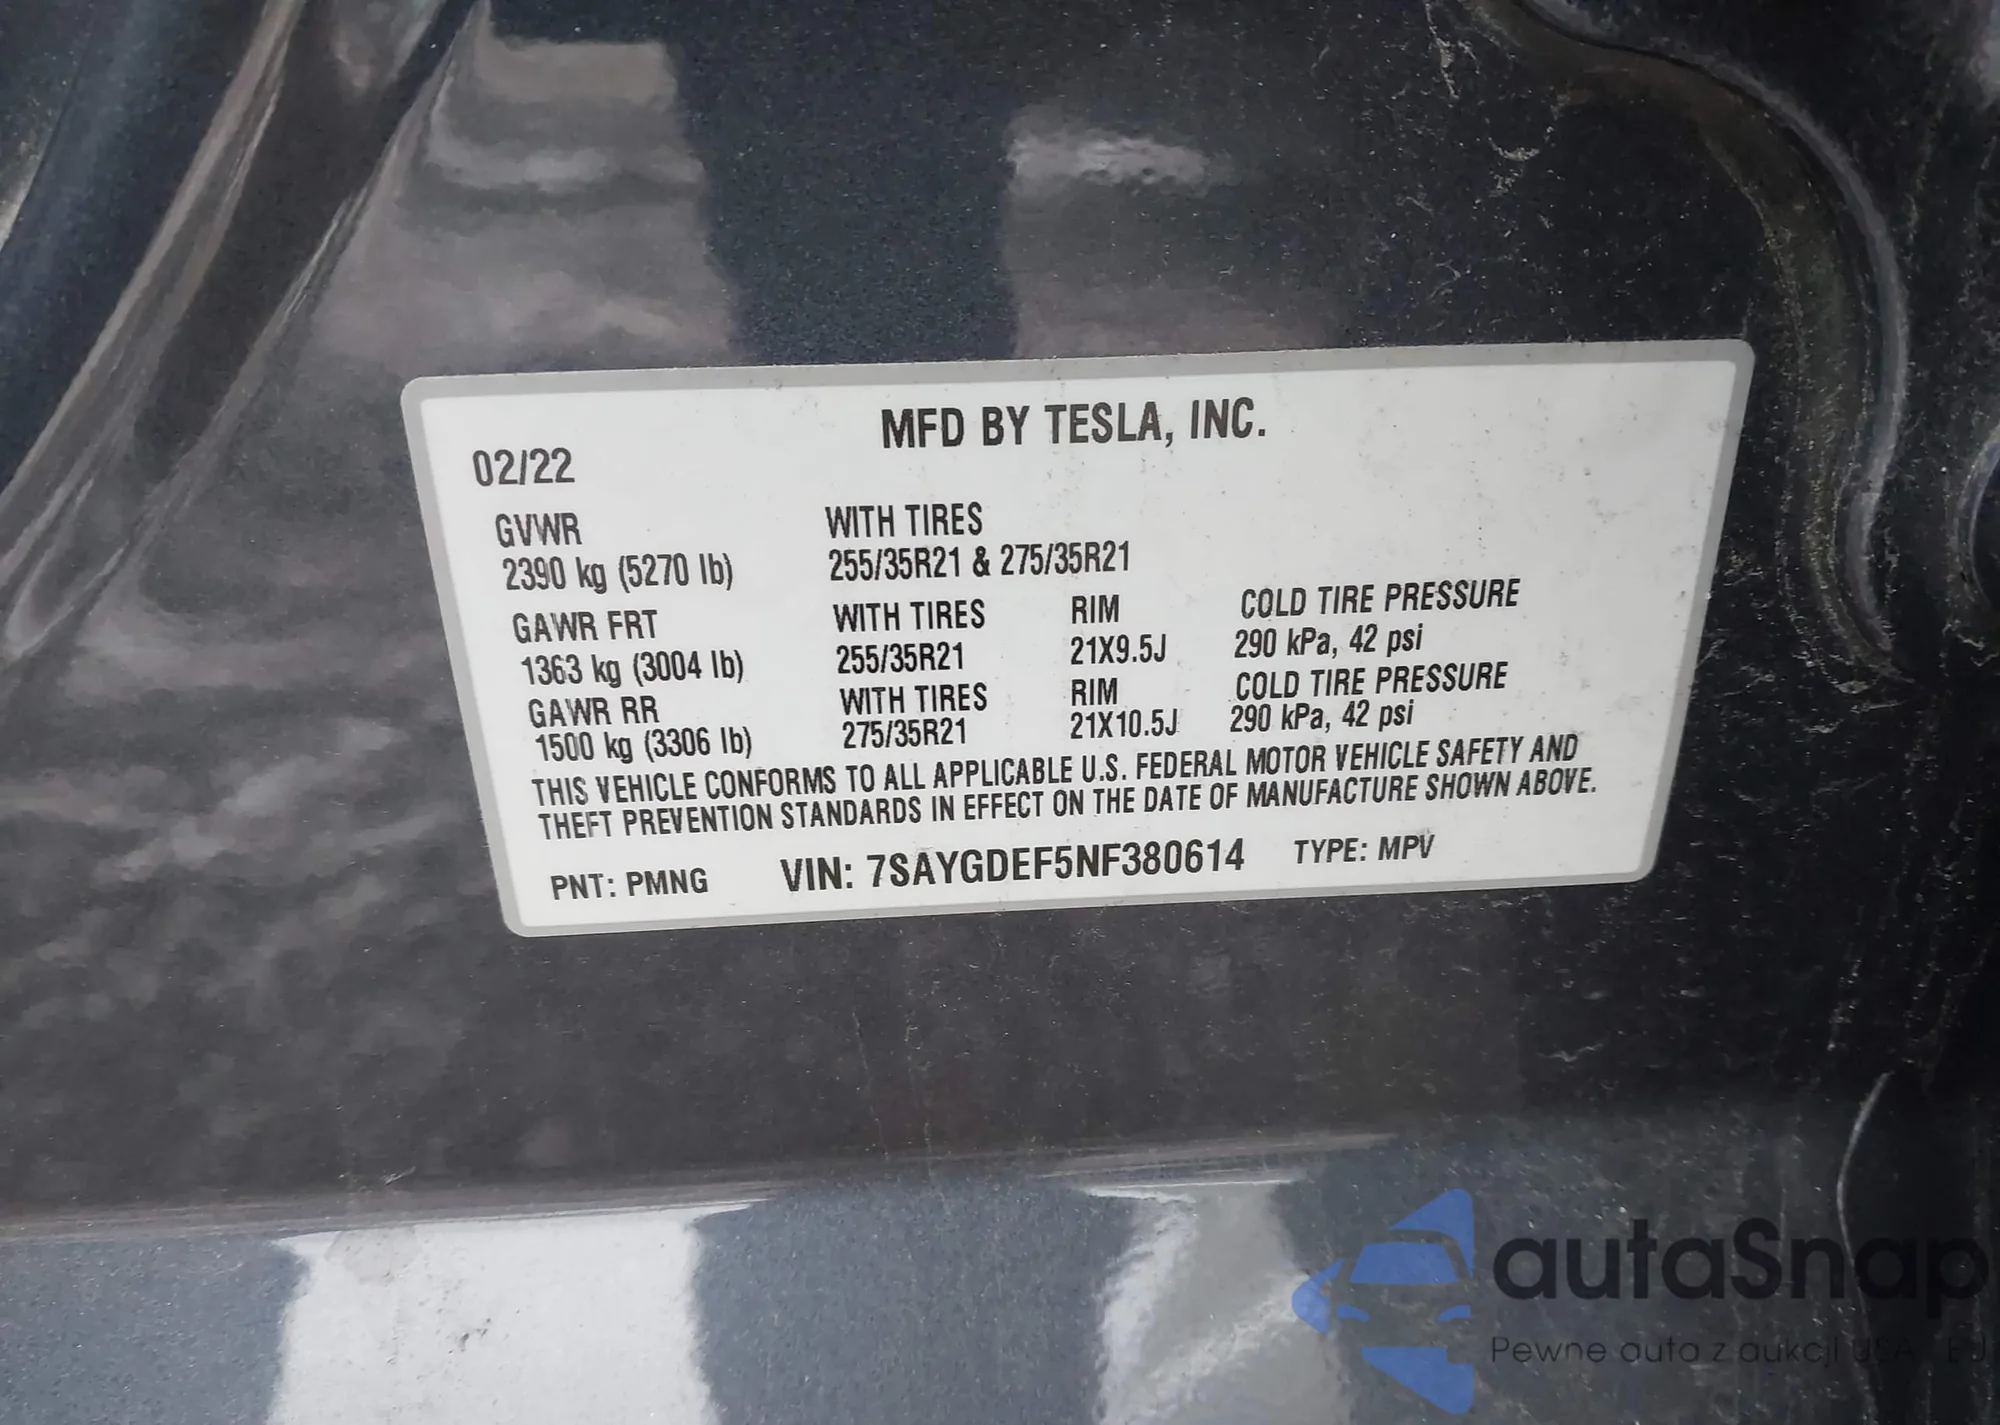 MFD BY TESLA, INC.
02/22
GVWR WITH TIRES
2390 kg (5270 lb) 255/35R21 & 275/35R21
GAWR FRT WITH TIRES RIM COLD TIRE PRESSURE
1363 kg (3004 lb) 255/35R21 21X9.5J 290 kPa, 42 psi
GAWR RR WITH TIRES RIM COLD TIRE PRESSURE
1500 kg (3306 lb) 275/35R21 21X10.5J 290 kPa, 42 psi
THIS VEHICLE CONFORMS TO ALL APPLICABLE U.S. FEDERAL MOTOR VEHICLE SAFETY AND
THEFT PREVENTION STANDARDS IN EFFECT ON THE DATE OF MANUFACTURE SHOWN ABOVE.
PNT: PMNG VIN: 7SAYGDEF5NF380614 TYPE: MPV
autaSnap
Pewne auta z aukcji USA